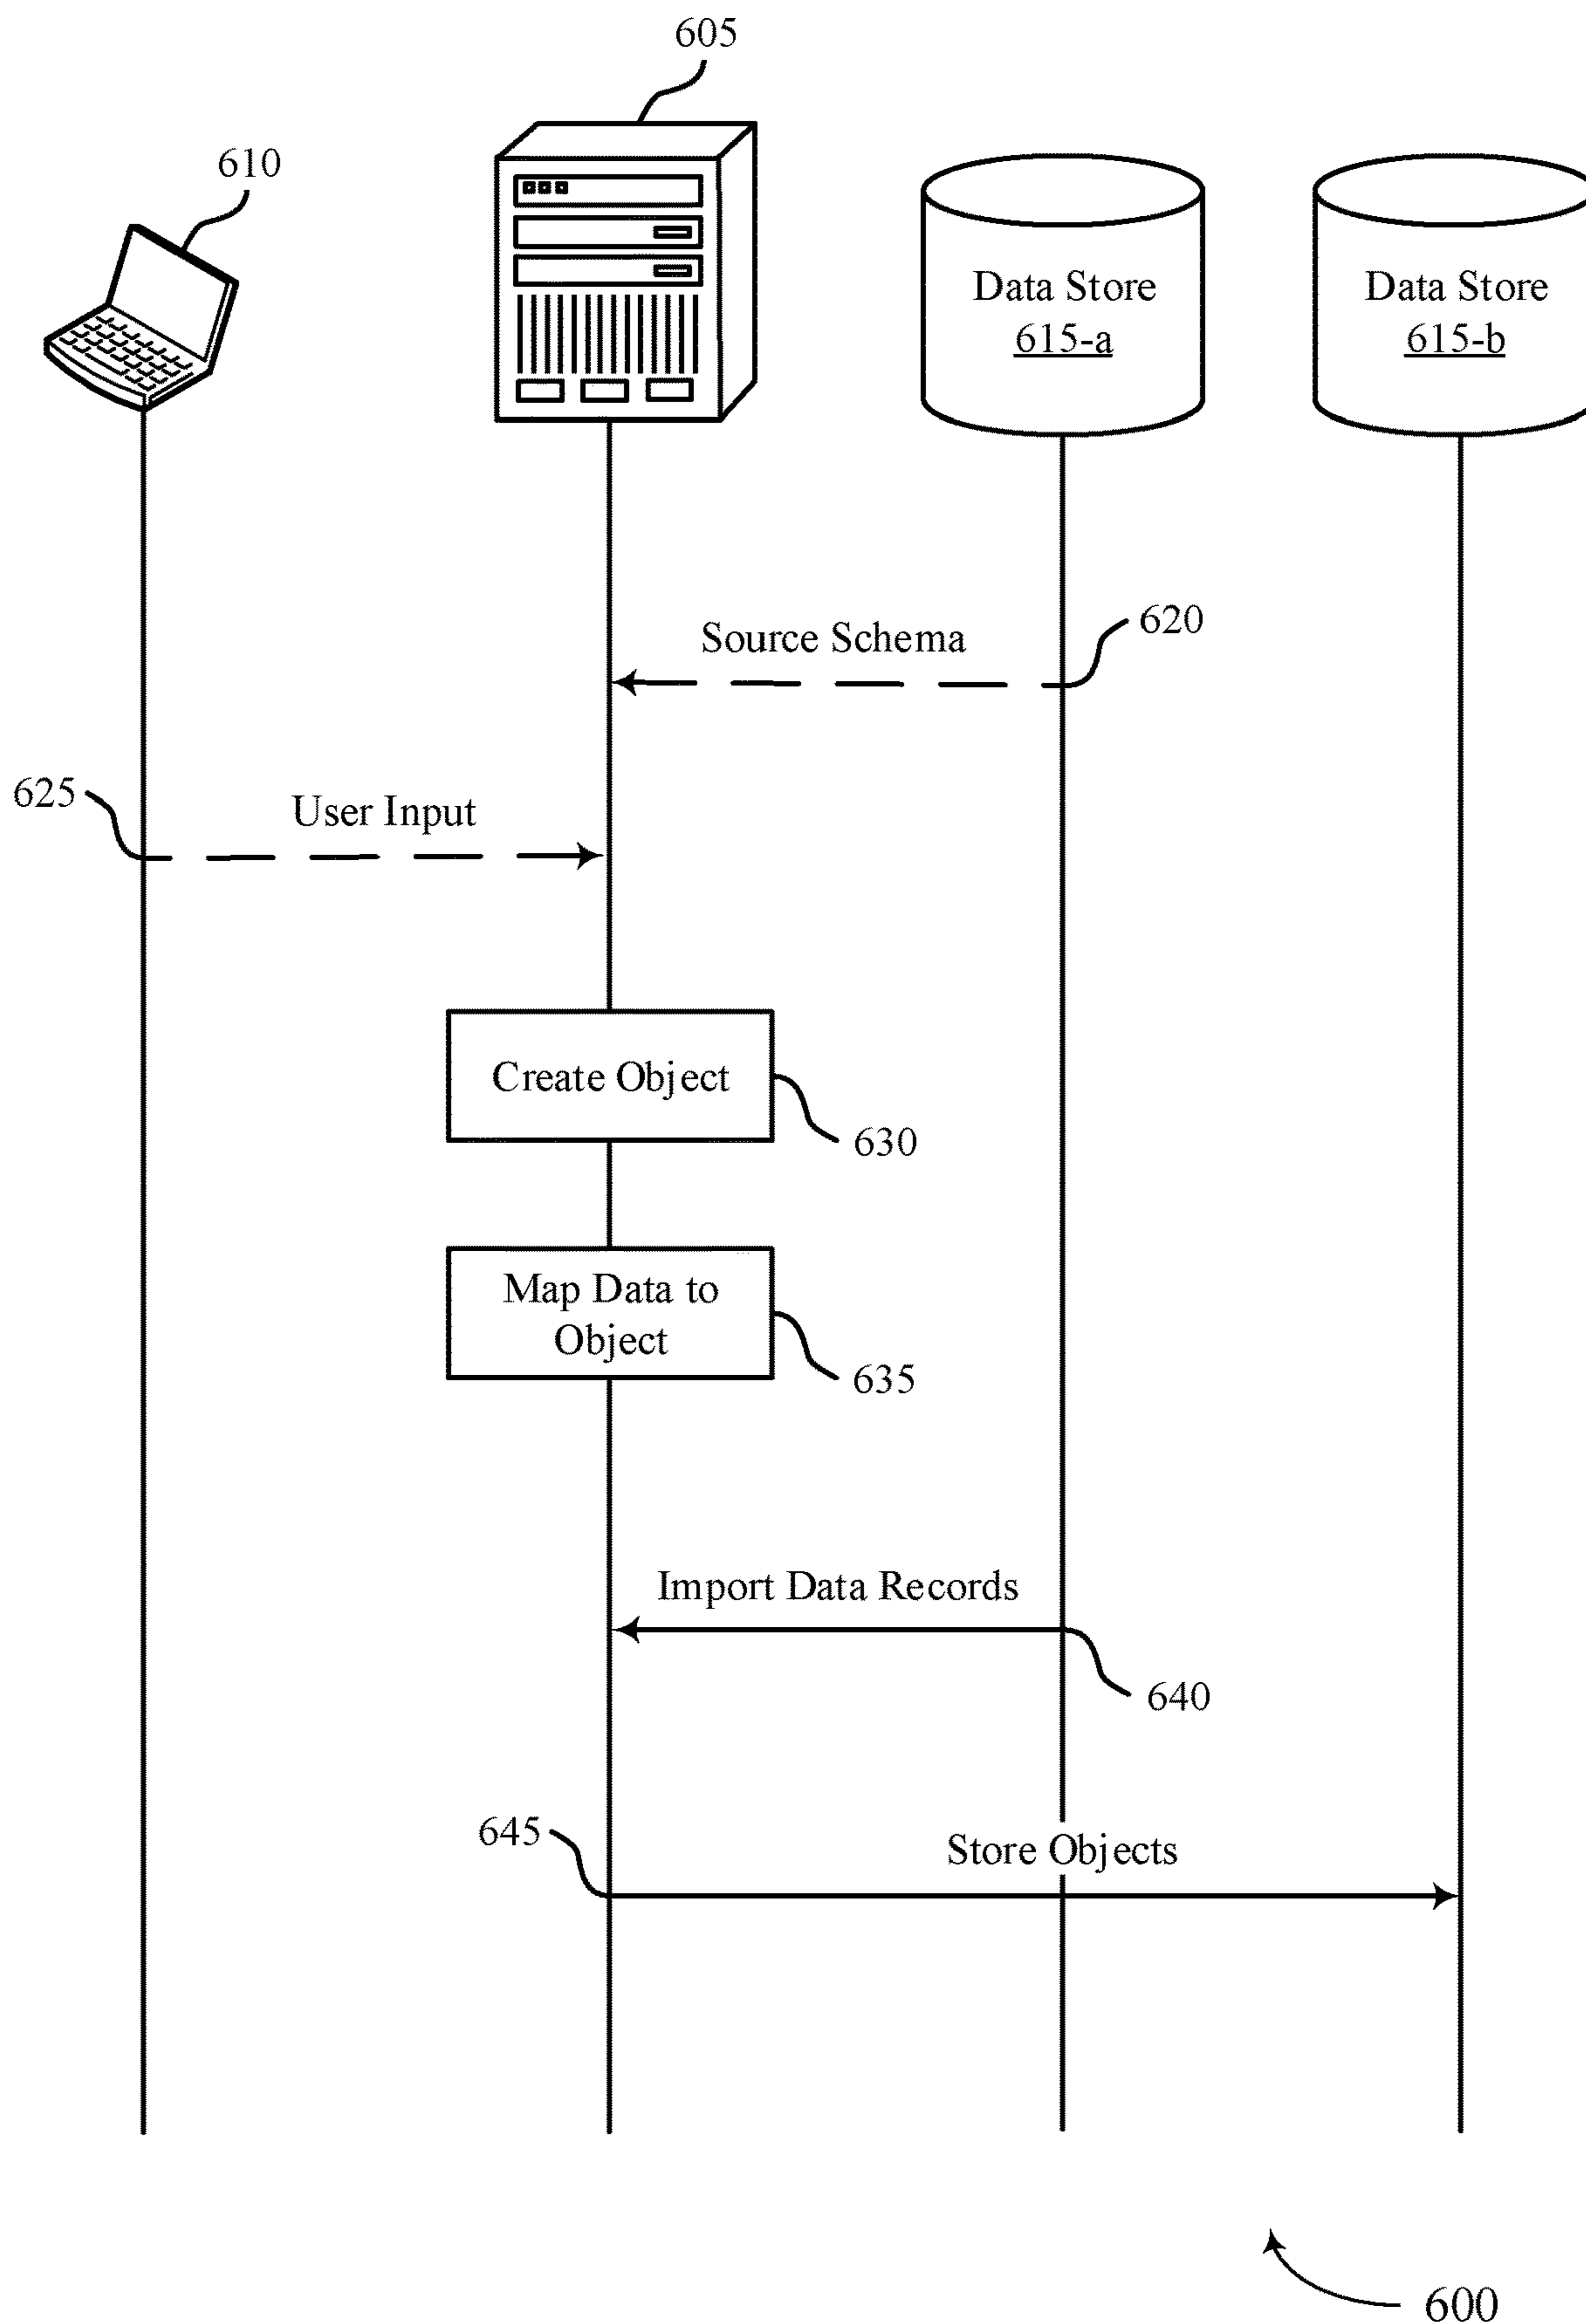 605
610
Data Store
615-a
Data Store
615-b
620
Source Schema
625
User Input
Create Object
630
Map Data to
Object
635
Import Data Records
640
645
Store Objects
600